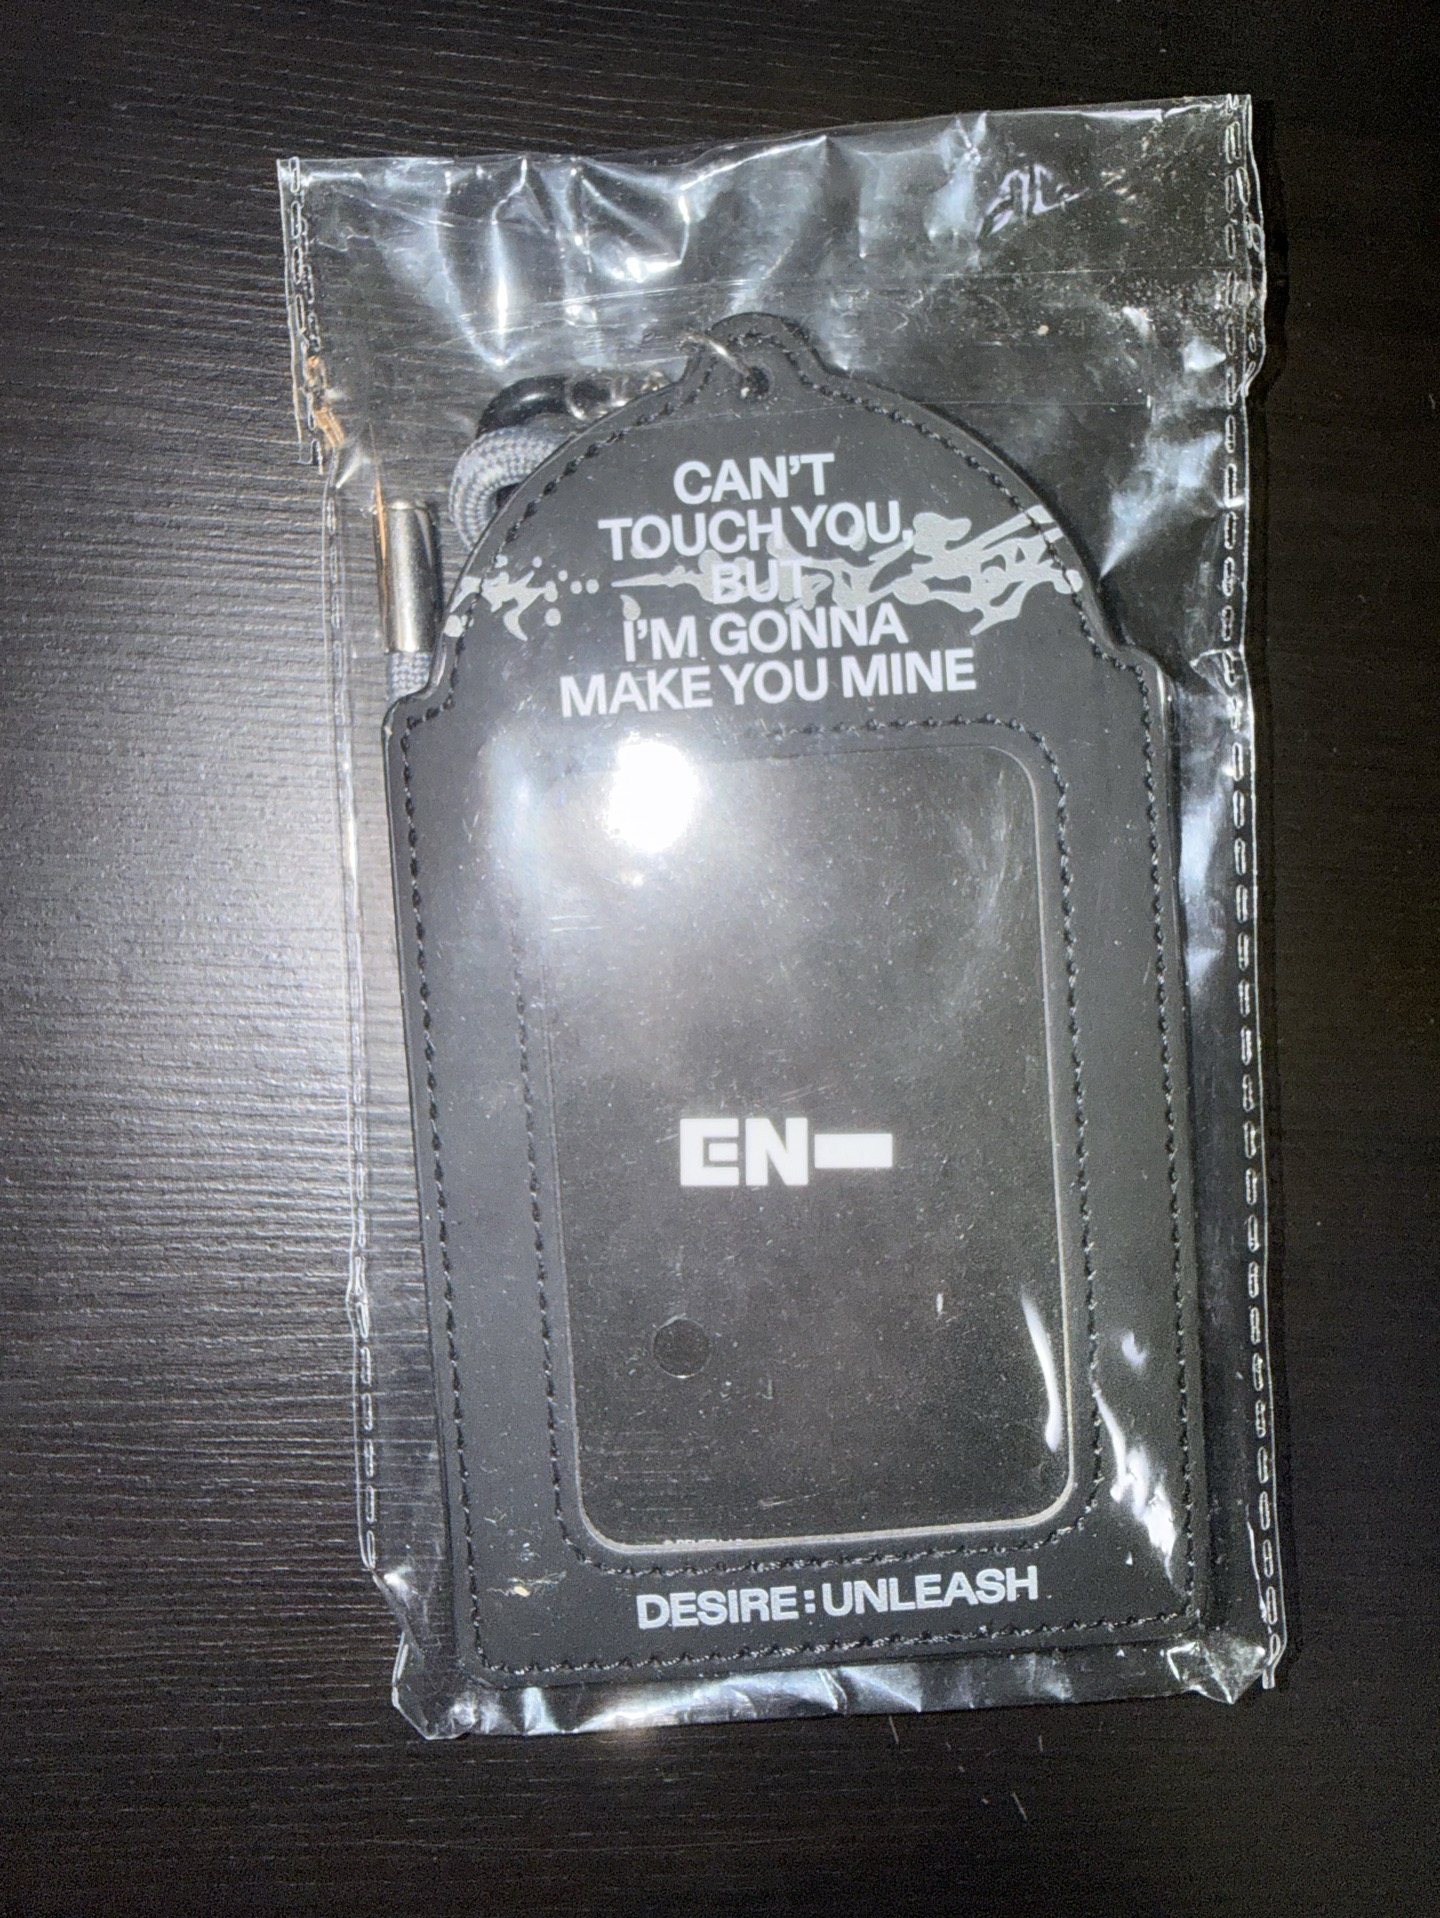 CAN'T
TOUCH YOU,
BUT
I'M GONNA
MAKE YOU MINE
EN-
DESIRE:UNLEASH